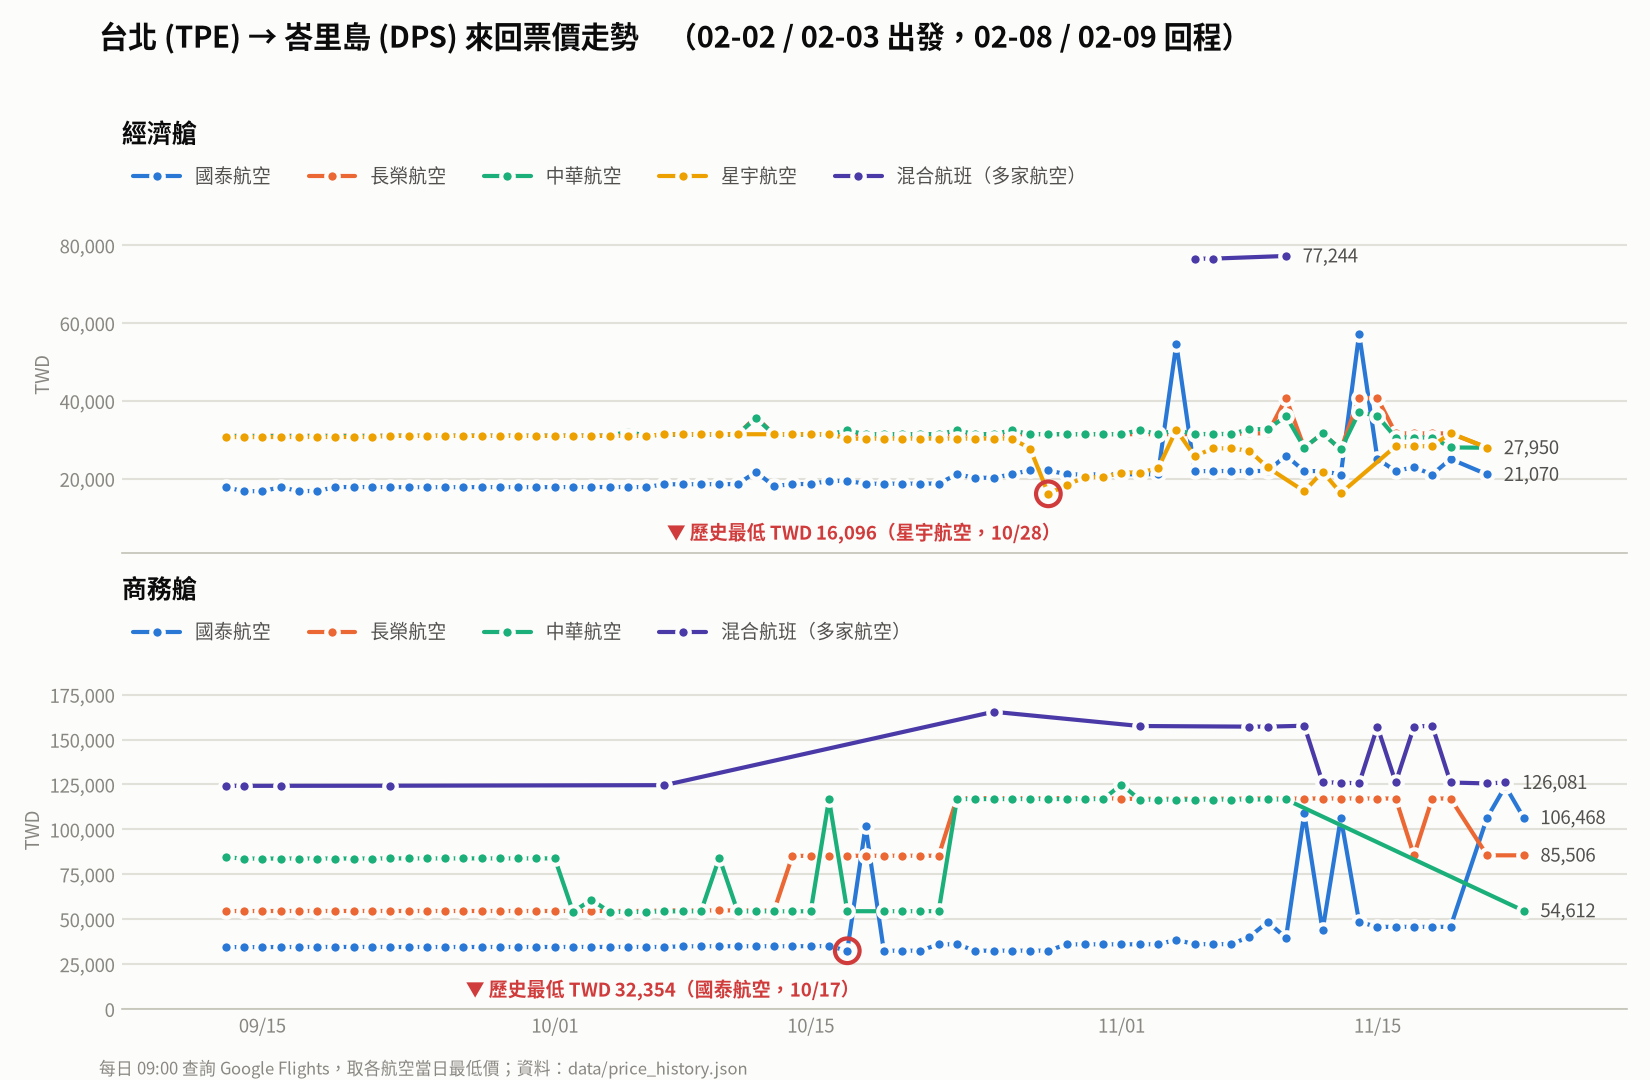 台北 (TPE) → 峇里島 (DPS) 來回票價走勢 （02-02 / 02-03 出發，02-08 / 02-09 回程）
經濟艙
國泰航空 長榮航空 中華航空 星宇航空 混合航班（多家航空）
80,000
60,000
40,000
20,000
TWD
77,244
27,950
21,070
▼ 歷史最低 TWD 16,096（星宇航空，10/28）
商務艙
國泰航空 長榮航空 中華航空 混合航班（多家航空）
175,000
150,000
125,000
100,000
75,000
50,000
25,000
0
TWD
126,081
106,468
85,506
54,612
▼ 歷史最低 TWD 32,354（國泰航空，10/17）
09/15 10/01 10/15 11/01 11/15
每日 09:00 查詢 Google Flights，取各航空當日最低價；資料：data/price_history.json